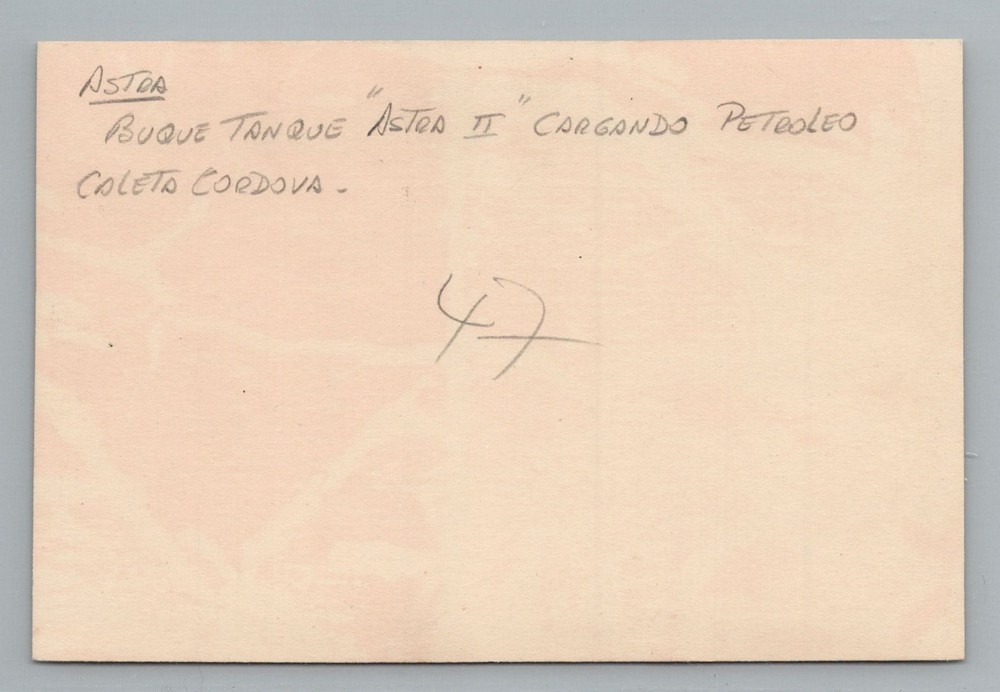 ASTRA
BUQUE TANQUE "ASTRA II" CARGANDO PETROLEO
CALETA CORDOVA.
47